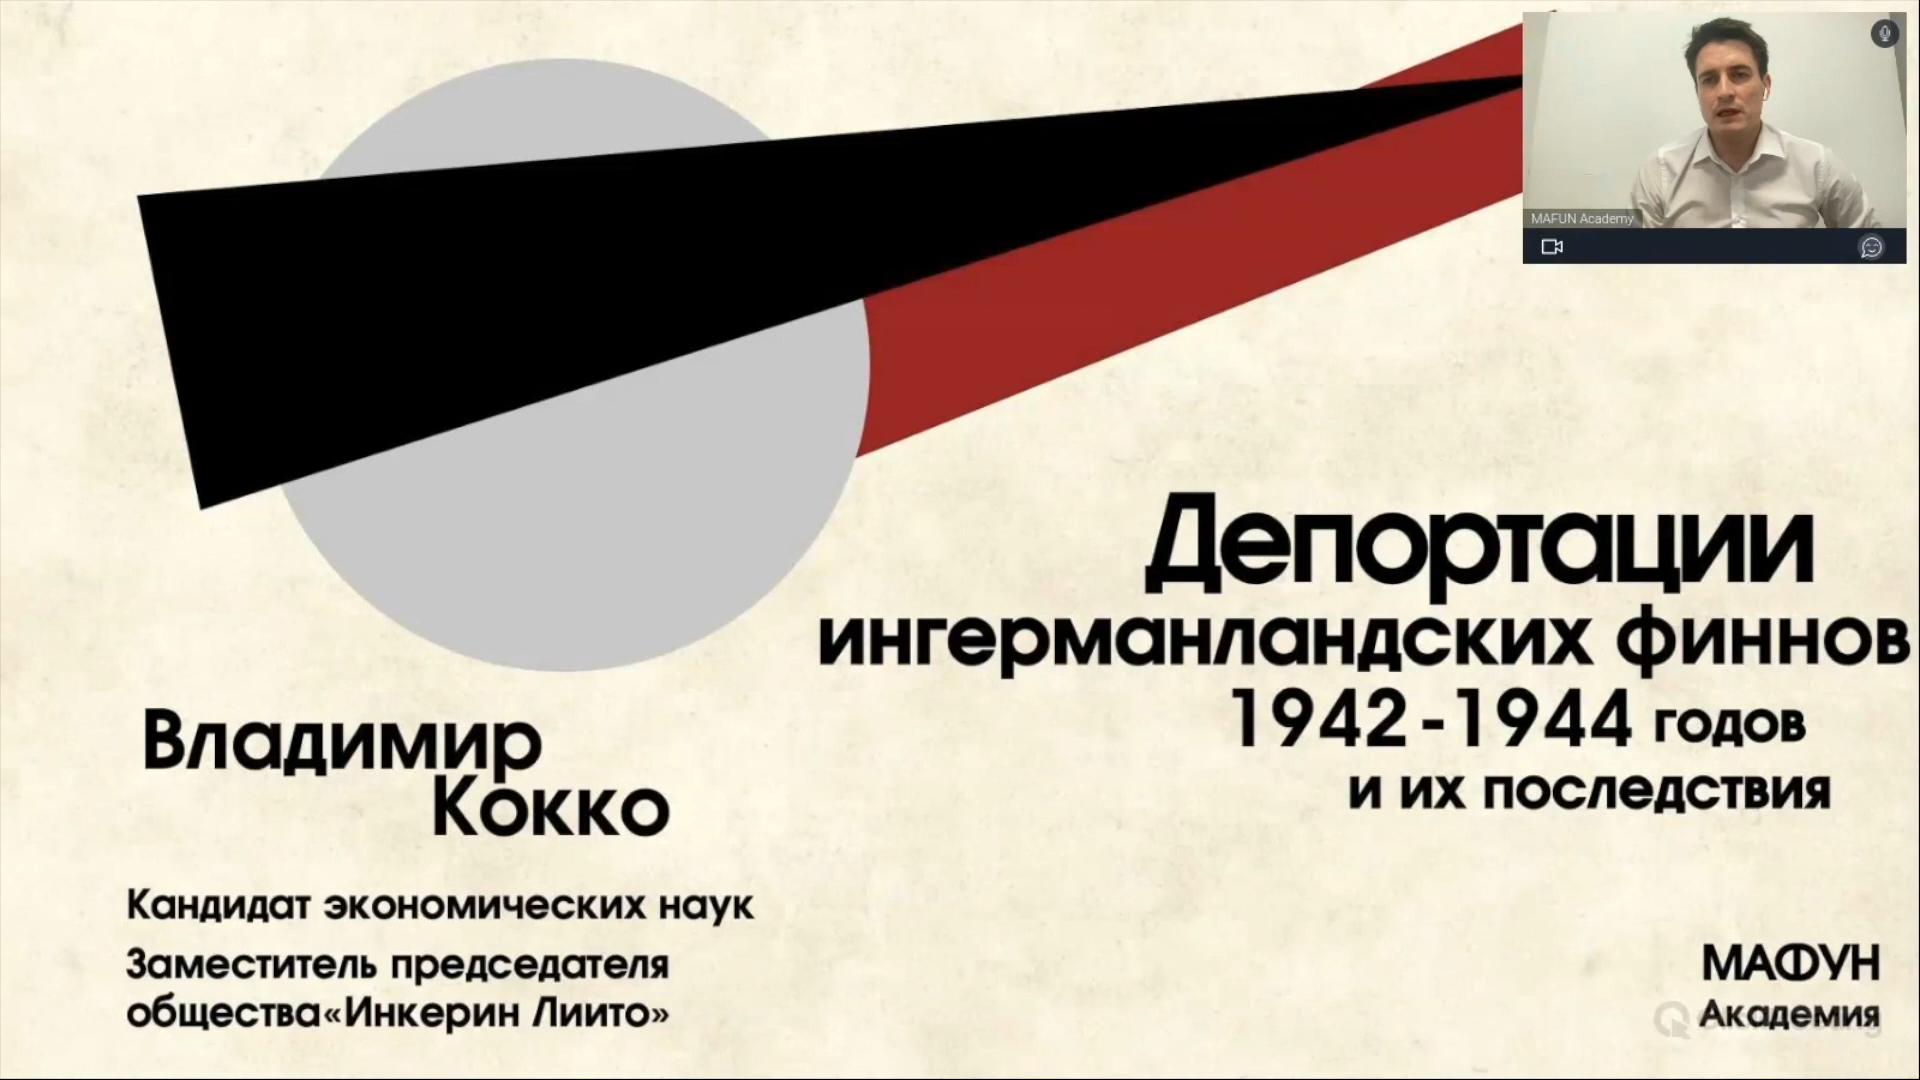 MAFUN Academy
Депортации
ингерманландских финнов
1942-1944 годов
и их последствия
Владимир
Кокко
Кандидат экономических наук
Заместитель председателя
общества«Инкерин Лиито»
МАФУН
Академия